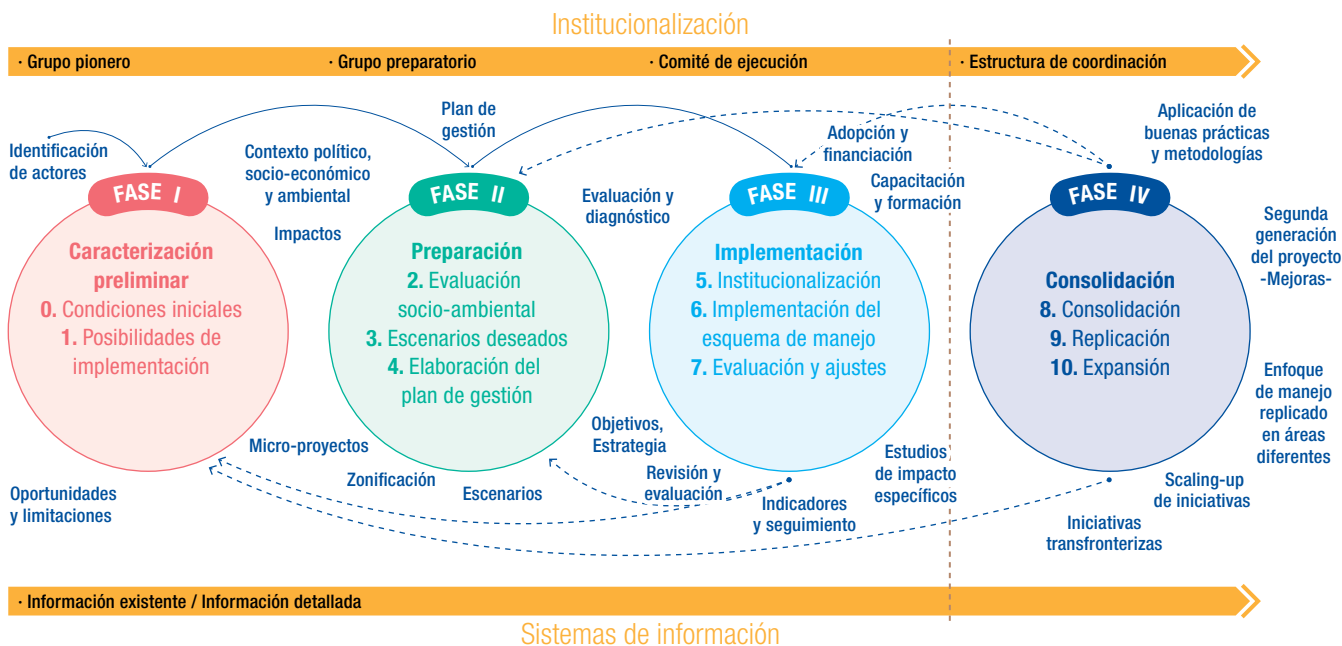 Institucionalización
· Grupo pionero
· Grupo preparatorio
· Comité de ejecución
· Estructura de coordinación
Identificación
de actores
Contexto político,
socio-económico
y ambiental
Impactos
Plan de
gestión
Evaluación y
diagnóstico
Adopción y
financiación
Capacitación
y formación
Aplicación de
buenas prácticas
y metodologías
Segunda
generación
del proyecto
-Mejoras-
FASE I
Caracterización
preliminar
0. Condiciones iniciales
1. Posibilidades de
implementación
FASE II
Preparación
2. Evaluación
socio-ambiental
3. Escenarios deseados
4. Elaboración del
plan de gestión
FASE III
Implementación
5. Institucionalización
6. Implementación del
esquema de manejo
7. Evaluación y ajustes
FASE IV
Consolidación
8. Consolidación
9. Replicación
10. Expansión
Enfoque
de manejo
replicado
en áreas
diferentes
Oportunidades
y limitaciones
Micro-proyectos
Zonificación
Escenarios
Objetivos,
Estrategia
Revisión y
evaluación
Indicadores
y seguimiento
Estudios
de impacto
específicos
Scaling-up
de iniciativas
Iniciativas
transfronterizas
· Información existente / Información detallada
Sistemas de información